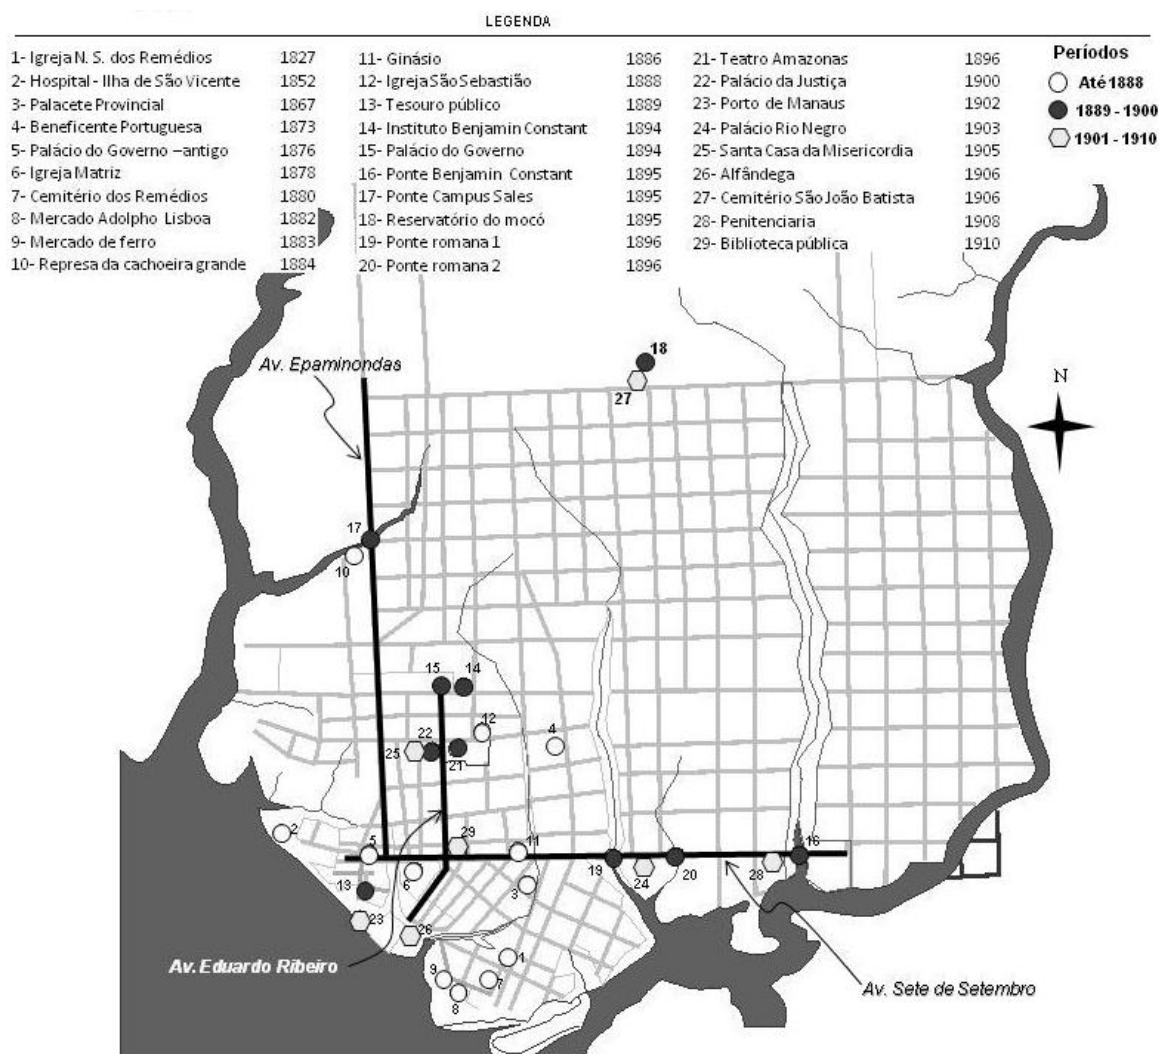 LEGENDA
1- Igreja N. S. dos Remédios 1827
2- Hospital - Ilha de São Vicente 1852
3- Palacete Provincial 1867
4- Beneficente Portuguesa 1873
5- Palácio do Governo –antigo 1876
6- Igreja Matriz 1878
7- Cemitério dos Remédios 1880
8- Mercado Adolpho Lisboa 1882
9- Mercado de ferro 1883
10- Represa da cachoeira grande 1884
11- Ginásio 1886
12- Igreja São Sebastião 1888
13- Tesouro público 1889
14- Instituto Benjamin Constant 1894
15- Palácio do Governo 1894
16- Ponte Benjamin Constant 1895
17- Ponte Campus Sales 1895
18- Reservatório do mocó 1895
19- Ponte romana 1 1896
20- Ponte romana 2 1896
21- Teatro Amazonas 1896
22- Palácio da Justiça 1900
23- Porto de Manaus 1902
24- Palácio Rio Negro 1903
25- Santa Casa da Misericordia 1905
26- Alfândega 1906
27- Cemitério São João Batista 1906
28- Penitenciaria 1908
29- Biblioteca pública 1910
Períodos
Até 1888
1889 - 1900
1901 - 1910
18
Av. Epaminondas
N
27
17
10
15
14
12
4
22
25
21
2
5
29
11
16
6
19
24
20
28
13
3
23
26
1
Av. Eduardo Ribeiro
9
7
8
Av. Sete de Setembro